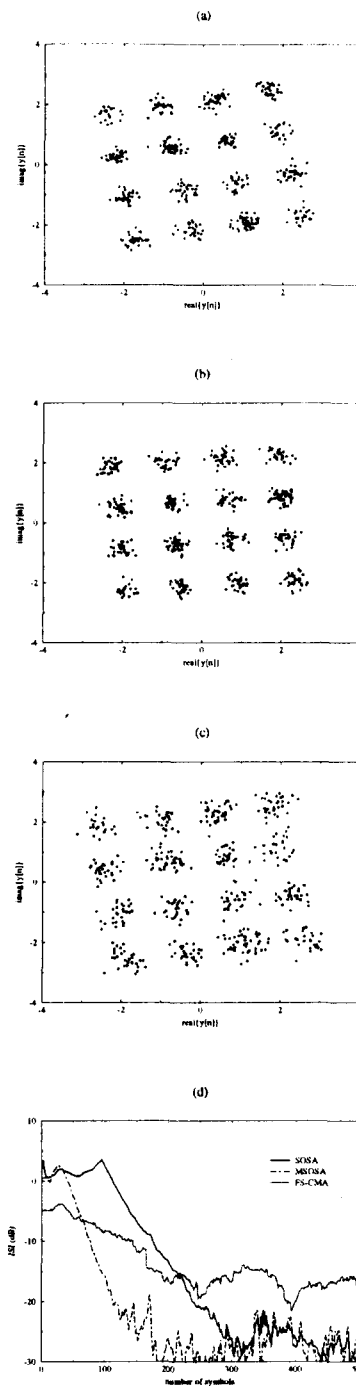 (a)
4
2
0
-2
-4
imag{y[n]}
-4 -2 0 2
real{y[n]}
(b)
4
2
0
-2
-4
imag{y[n]}
-4 -2 0 2
real{y[n]}
(c)
4
2
0
-2
-4
imag{y[n]}
-4 -2 0 2
real{y[n]}
(d)
10
0
-10
-20
-30
ISI (dB)
SOSA
MSOSA
FS-CMA
0 100 200 300 400
number of symbols